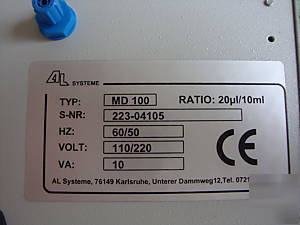 AL SYSTEME
TYP: MD 100 RATIO: 20µl/10ml
S-NR: 223-04105
HZ: 60/50
VOLT: 110/220
VA: 10
CE
AL Systeme, 76149 Karlsruhe, Unterer Dammweg12,Tel. 0721